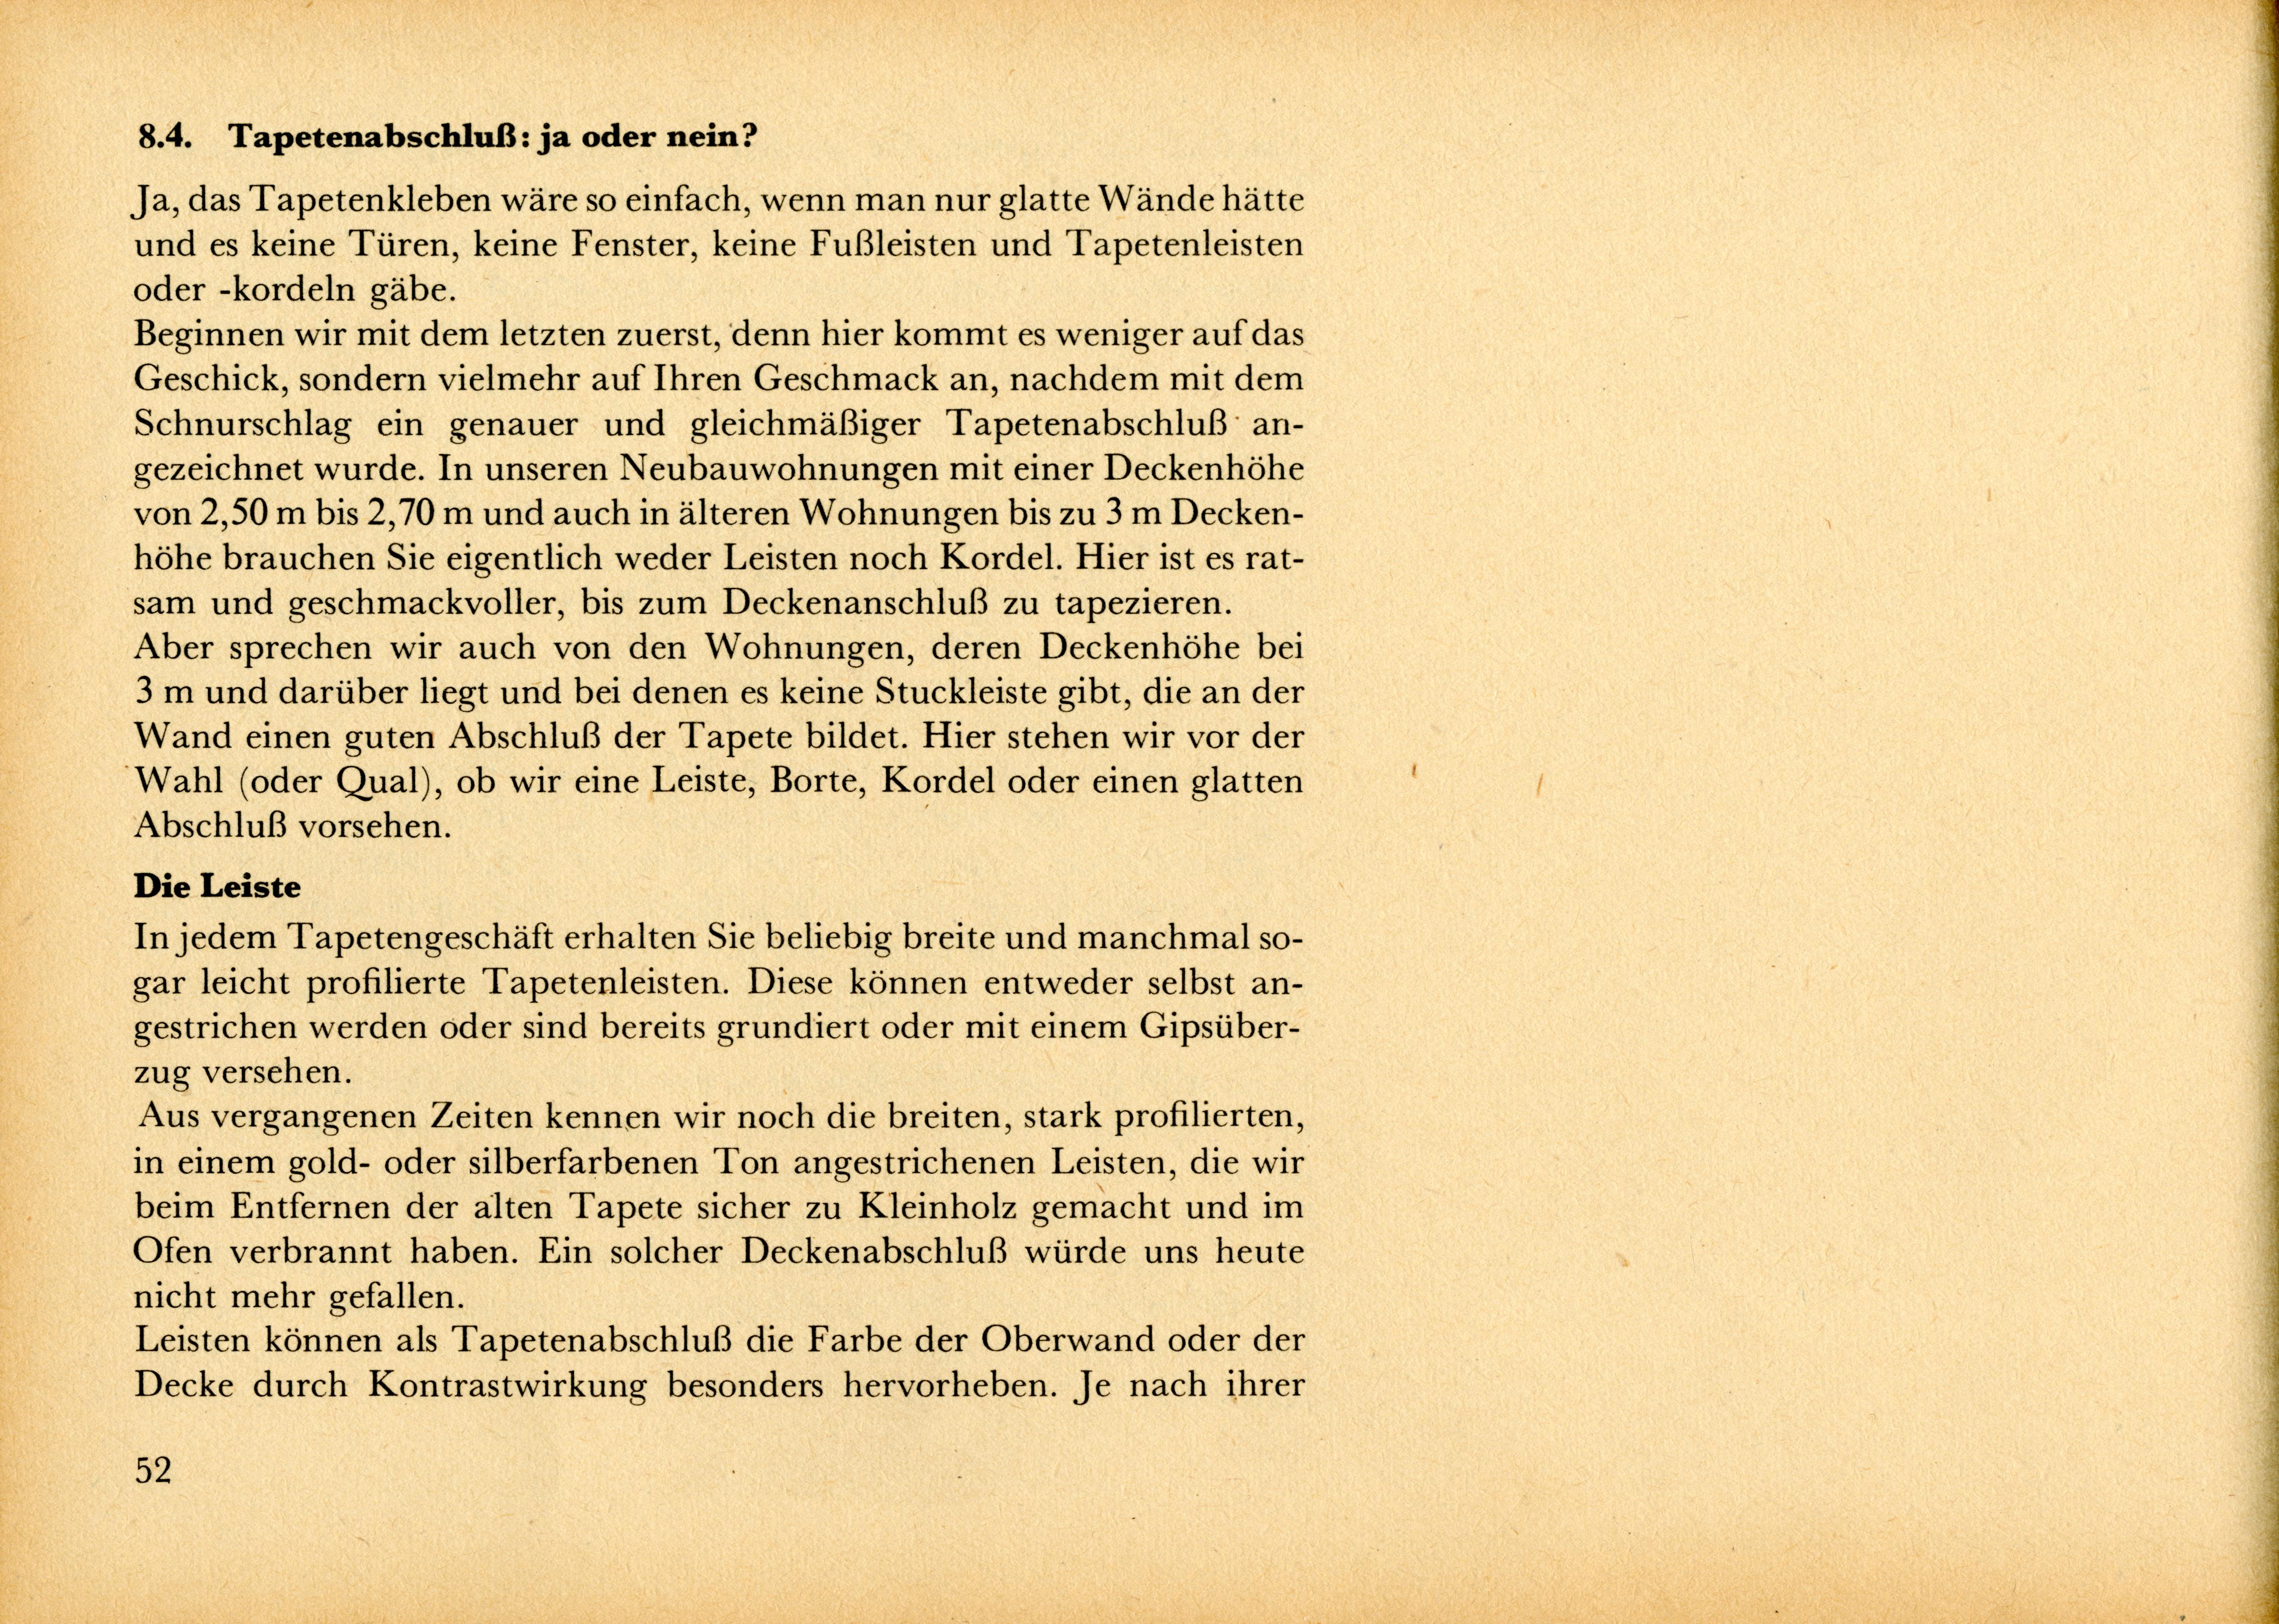 8.4. Tapetenabschluß: ja oder nein?
Ja, das Tapetenkleben wäre so einfach, wenn man nur glatte Wände hätte
und es keine Türen, keine Fenster, keine Fußleisten und Tapetenleisten
oder -kordeln gäbe.
Beginnen wir mit dem letzten zuerst, denn hier kommt es weniger auf das
Geschick, sondern vielmehr auf Ihren Geschmack an, nachdem mit dem
Schnurschlag ein genauer und gleichmäßiger Tapetenabschluß an-
gezeichnet wurde. In unseren Neubauwohnungen mit einer Deckenhöhe
von 2,50 m bis 2,70 m und auch in älteren Wohnungen bis zu 3 m Decken-
höhe brauchen Sie eigentlich weder Leisten noch Kordel. Hier ist es rat-
sam und geschmackvoller, bis zum Deckenanschluß zu tapezieren.
Aber sprechen wir auch von den Wohnungen, deren Deckenhöhe bei
3 m und darüber liegt und bei denen es keine Stuckleiste gibt, die an der
Wand einen guten Abschluß der Tapete bildet. Hier stehen wir vor der
Wahl (oder Qual), ob wir eine Leiste, Borte, Kordel oder einen glatten
Abschluß vorsehen.
Die Leiste
In jedem Tapetengeschäft erhalten Sie beliebig breite und manchmal so-
gar leicht profilierte Tapetenleisten. Diese können entweder selbst an-
gestrichen werden oder sind bereits grundiert oder mit einem Gipsüber-
zug versehen.
Aus vergangenen Zeiten kennen wir noch die breiten, stark profilierten,
in einem gold- oder silberfarbenen Ton angestrichenen Leisten, die wir
beim Entfernen der alten Tapete sicher zu Kleinholz gemacht und im
Ofen verbrannt haben. Ein solcher Deckenabschluß würde uns heute
nicht mehr gefallen.
Leisten können als Tapetenabschluß die Farbe der Oberwand oder der
Decke durch Kontrastwirkung besonders hervorheben. Je nach ihrer
52